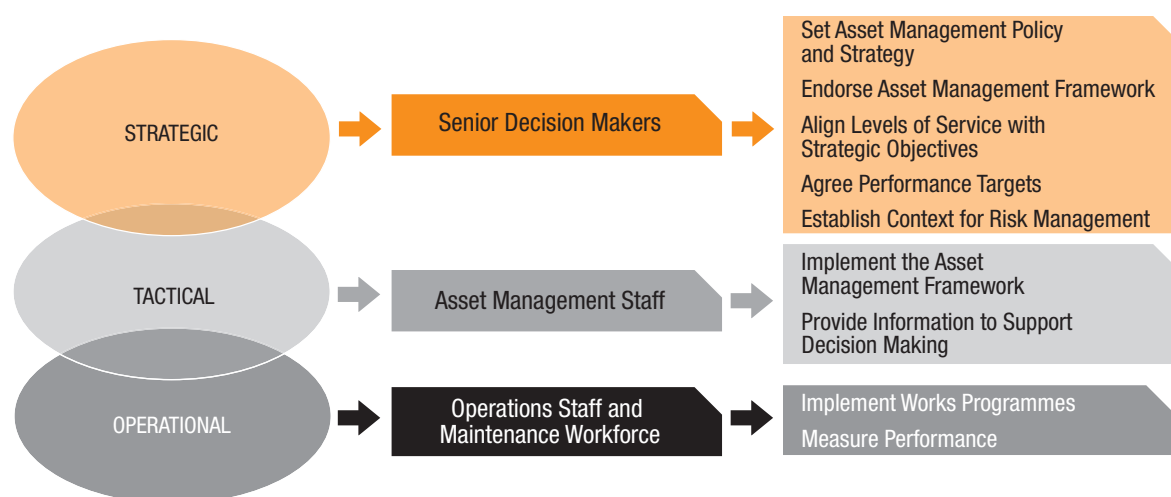 STRATEGIC
Senior Decision Makers
Set Asset Management Policy
and Strategy
Endorse Asset Management Framework
Align Levels of Service with
Strategic Objectives
Agree Performance Targets
Establish Context for Risk Management
TACTICAL
Asset Management Staff
Implement the Asset
Management Framework
Provide Information to Support
Decision Making
OPERATIONAL
Operations Staff and
Maintenance Workforce
Implement Works Programmes
Measure Performance